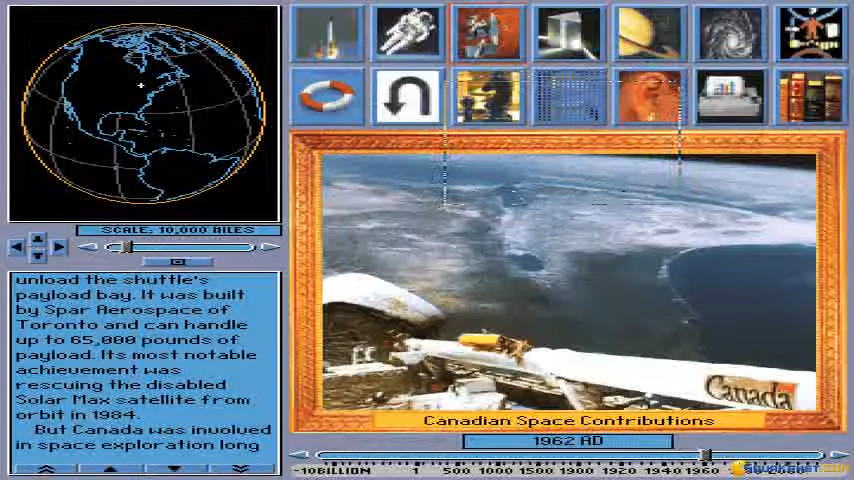 SCALE: 10,000 MILES
unload the shuttle's
payload bay. It was built
by Spar Aerospace of
Toronto and can handle
up to 65,000 pounds of
payload. Its most notable
achievement was
rescuing the disabled
Solar Max satellite from
orbit in 1984.
But Canada was involved
in space exploration long
Canada
Canadian Space Contributions
1962 AD
-10BILLION 1 500 1000 1500 1900 1920 1940 1960